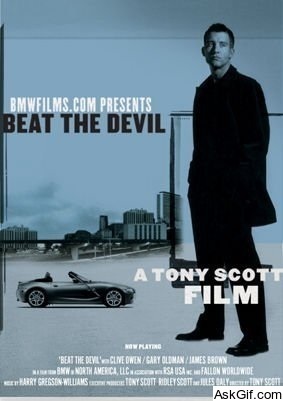 BMWFILMS.COM PRESENTS
BEAT THE DEVIL
A TONY SCOTT
FILM
NOW PLAYING
'BEAT THE DEVIL' WITH CLIVE OWEN / GARY OLDMAN / JAMES BROWN
IN A FILM FROM BMW OF NORTH AMERICA, LLC IN ASSOCIATION WITH RSA USA INC. AND FALLON WORLDWIDE
MUSIC BY HARRY GREGSON-WILLIAMS EXECUTIVE PRODUCERS TONY SCOTT RIDLEY SCOTT AND JULES DALY DIRECTED BY TONY SCOTT
AskGif.com